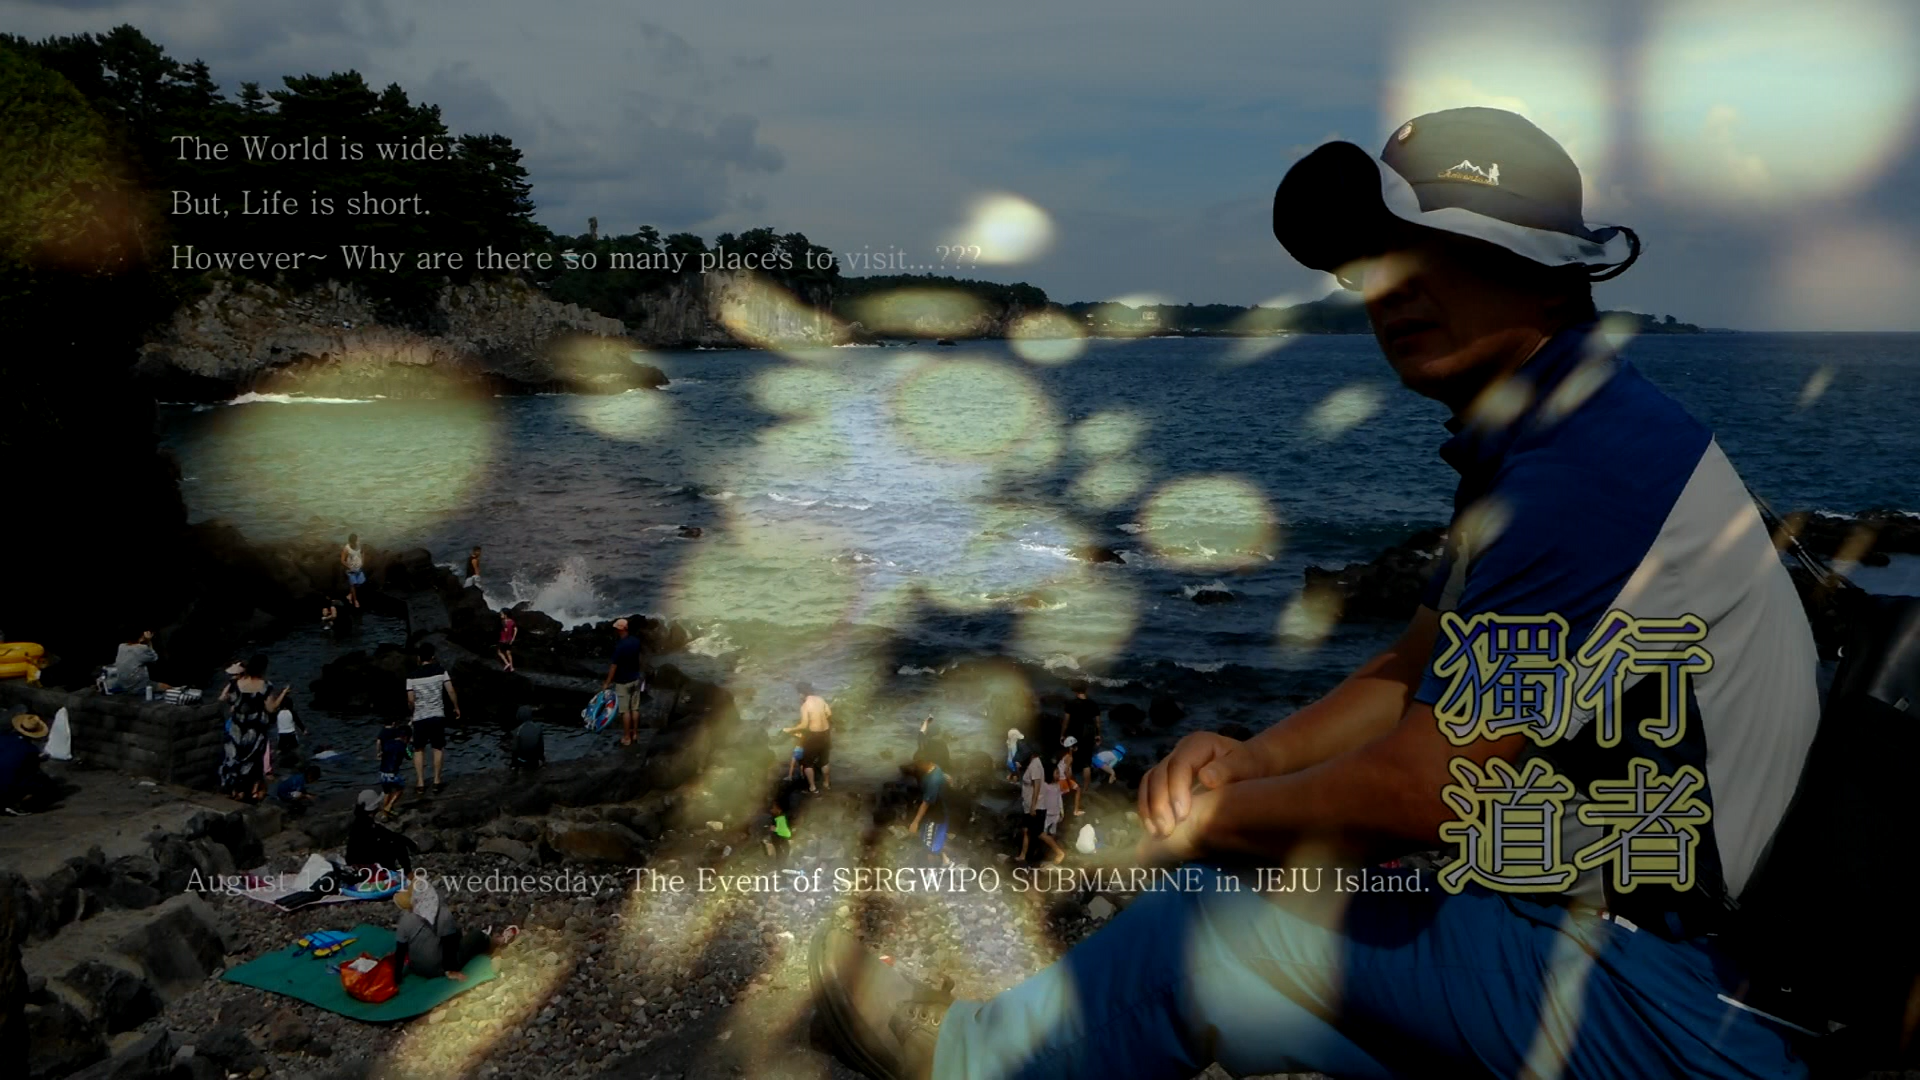 The World is wide.
But, Life is short.
However~ Why are there so many places to visit...???
獨行
道者
August 15, 2018 wednesday. The Event of SERGWIPO SUBMARINE in JEJU Island.